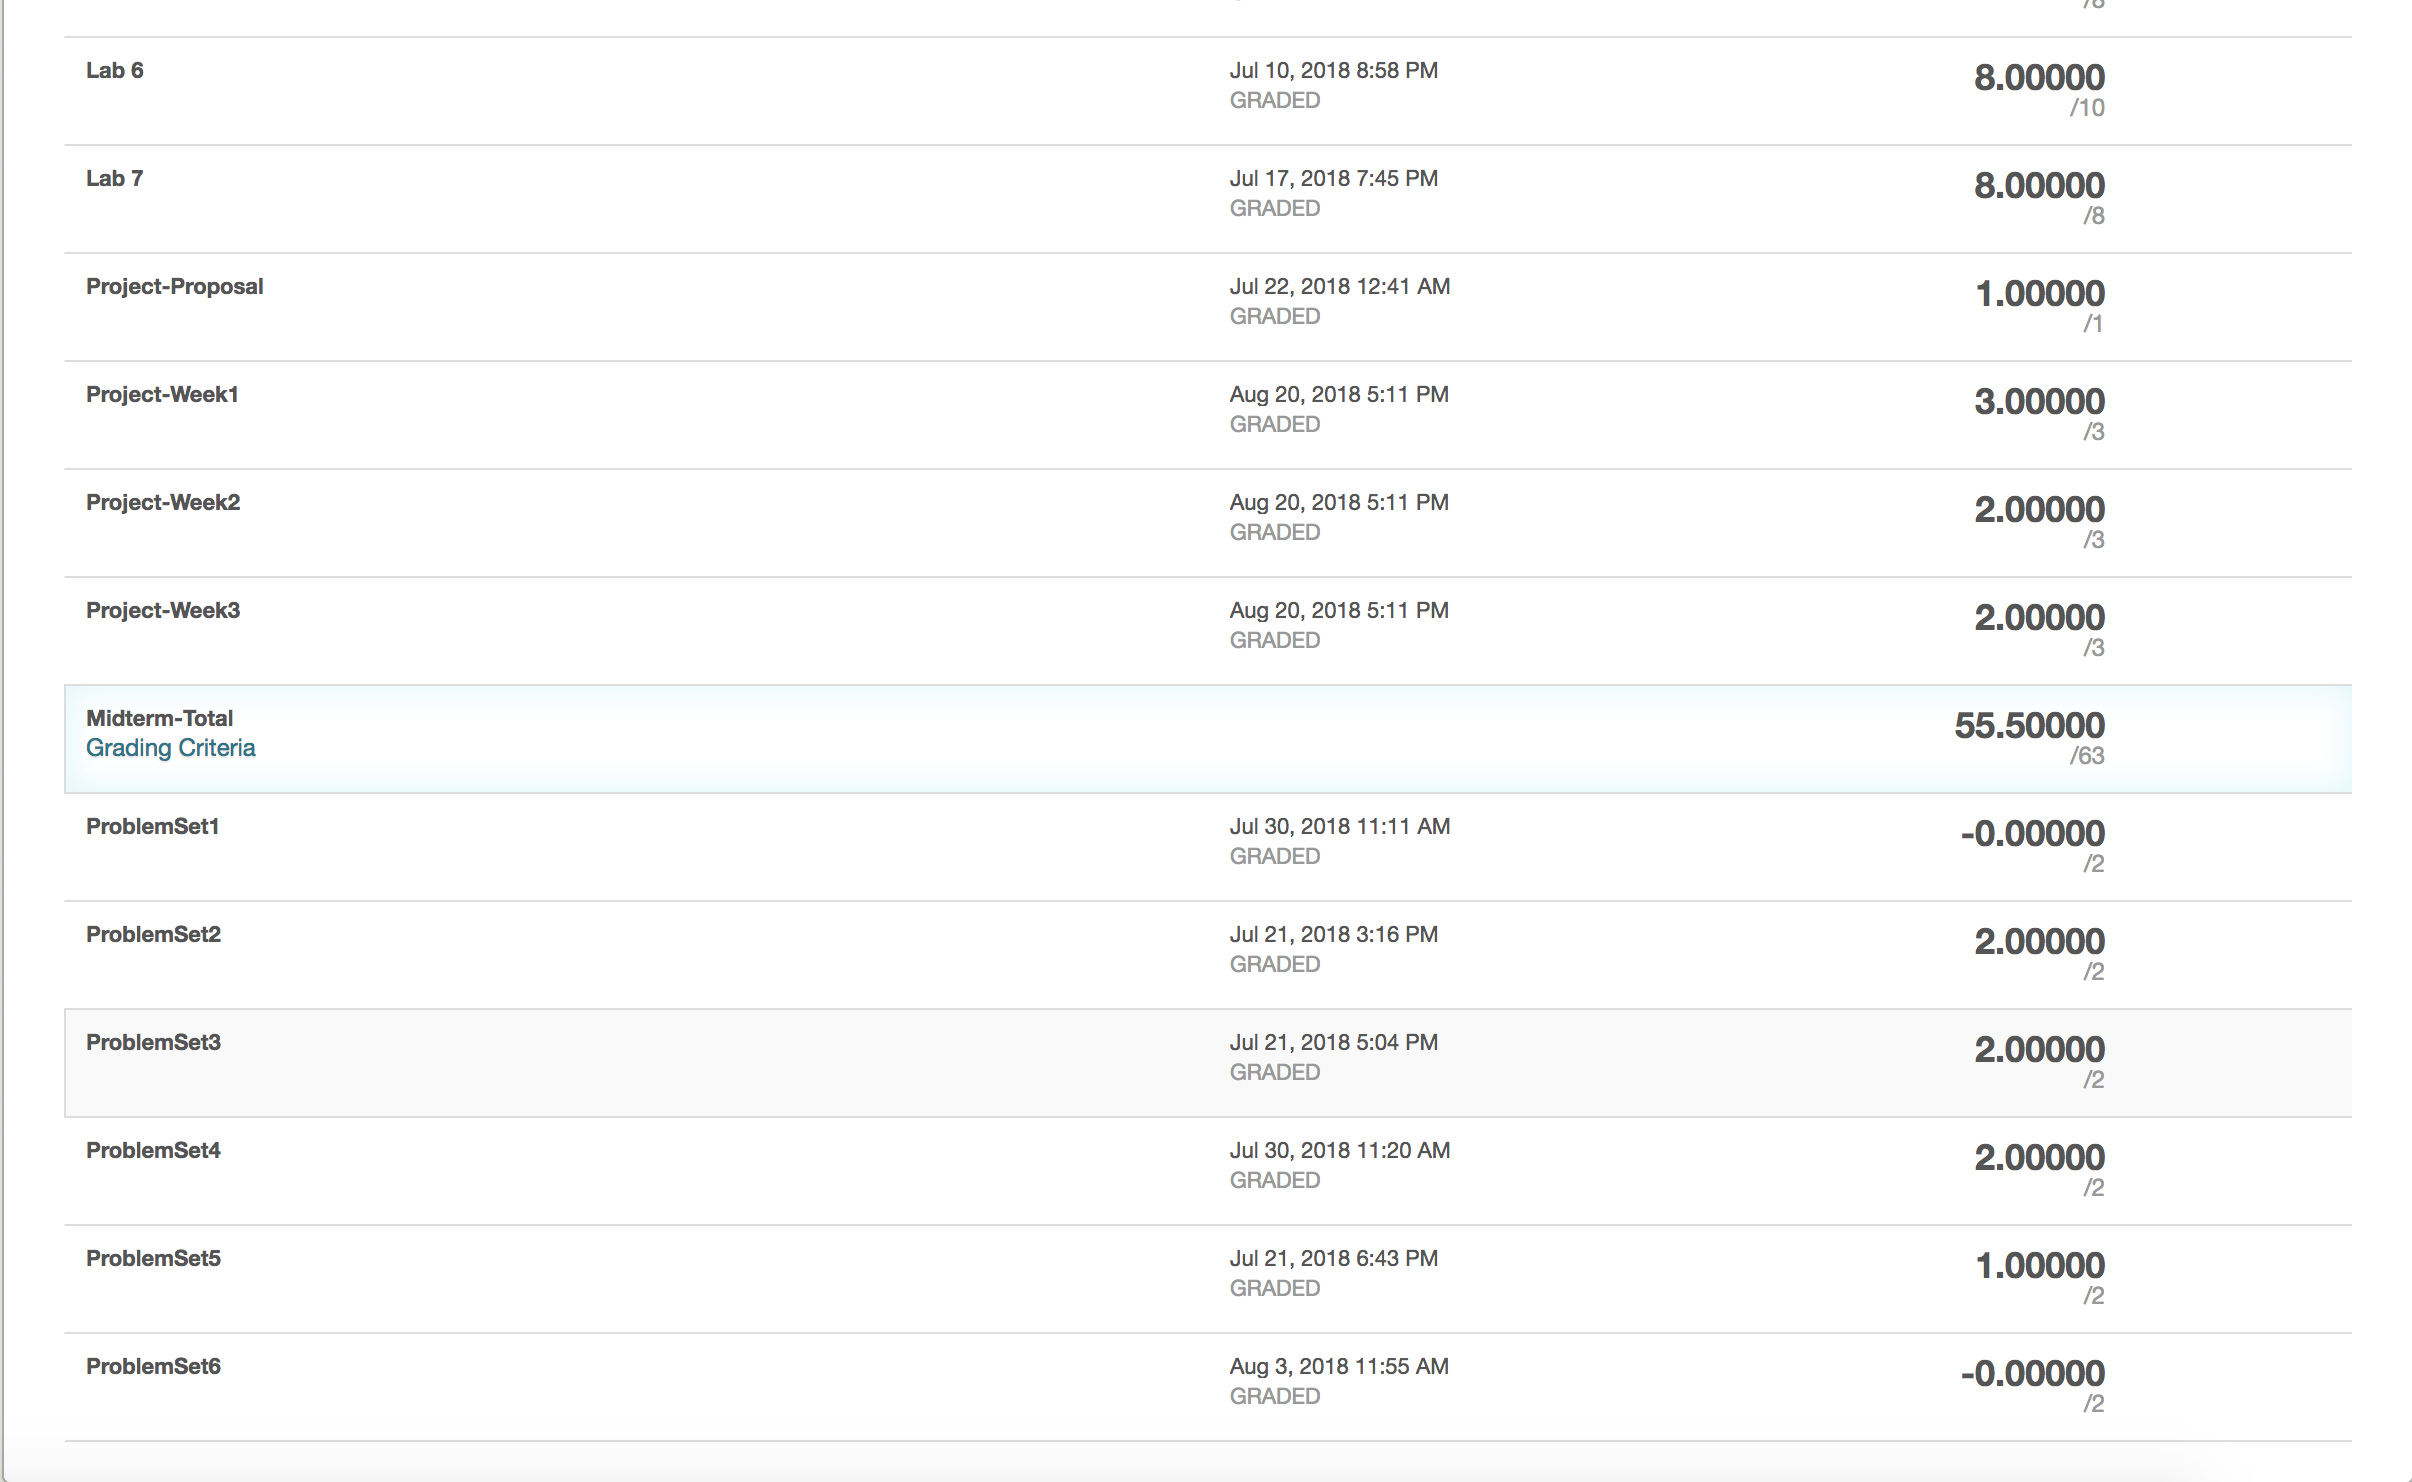 Lab 6
Jul 10, 2018 8:58 PM
GRADED
8.00000
/10
Lab 7
Jul 17, 2018 7:45 PM
GRADED
8.00000
/8
Project-Proposal
Jul 22, 2018 12:41 AM
GRADED
1.00000
/1
Project-Week1
Aug 20, 2018 5:11 PM
GRADED
3.00000
/3
Project-Week2
Aug 20, 2018 5:11 PM
GRADED
2.00000
/3
Project-Week3
Aug 20, 2018 5:11 PM
GRADED
2.00000
/3
Midterm-Total
Grading Criteria
55.50000
/63
ProblemSet1
Jul 30, 2018 11:11 AM
GRADED
-0.00000
/2
ProblemSet2
Jul 21, 2018 3:16 PM
GRADED
2.00000
/2
ProblemSet3
Jul 21, 2018 5:04 PM
GRADED
2.00000
/2
ProblemSet4
Jul 30, 2018 11:20 AM
GRADED
2.00000
/2
ProblemSet5
Jul 21, 2018 6:43 PM
GRADED
1.00000
/2
ProblemSet6
Aug 3, 2018 11:55 AM
GRADED
-0.00000
/2